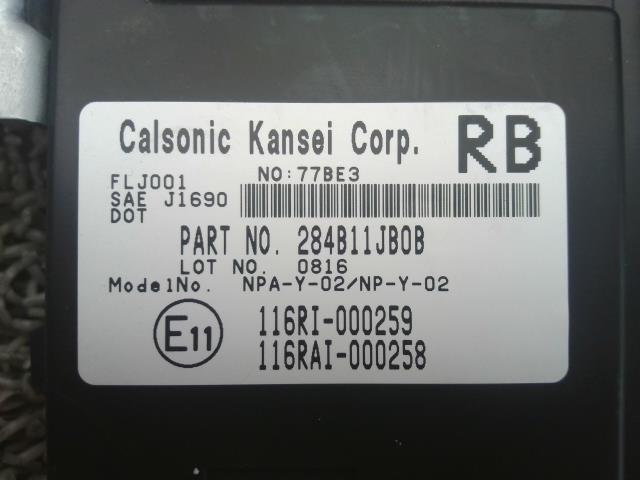 Calsonic Kansei Corp. RB
FLJ001 NO:77BE3
SAE J1690
DOT
PART NO. 284B11JB0B
LOT NO. 0816
ModelNo. NPA-Y-02/NP-Y-02
E11 116RI-000259
116RAI-000258